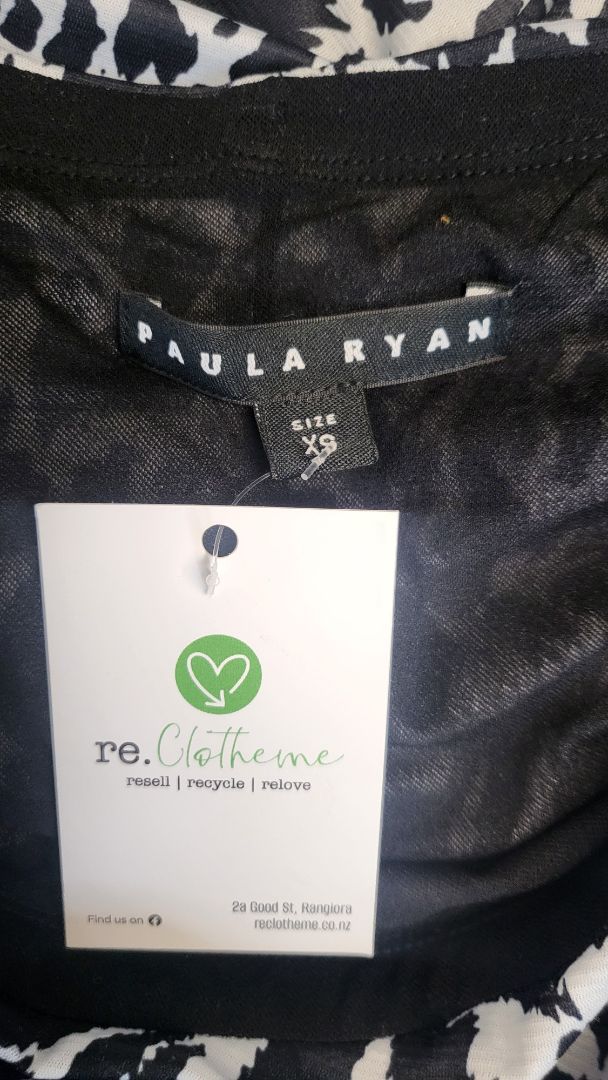 PAULA RYAN
SIZE
XS
re.Clotheme
resell | recycle | relove
2a Good St, Rangiora
Find us on
reclotheme.co.nz